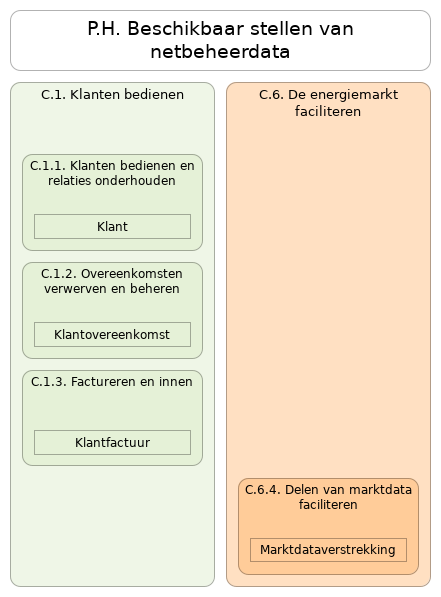 P.H. Beschikbaar stellen van
netbeheerdata
C.1. Klanten bedienen
C.1.1. Klanten bedienen en
relaties onderhouden
Klant
C.1.2. Overeenkomsten
verwerven en beheren
Klantovereenkomst
C.1.3. Factureren en innen
Klantfactuur
C.6. De energiemarkt
faciliteren
C.6.4. Delen van marktdata
faciliteren
Marktdataverstrekking